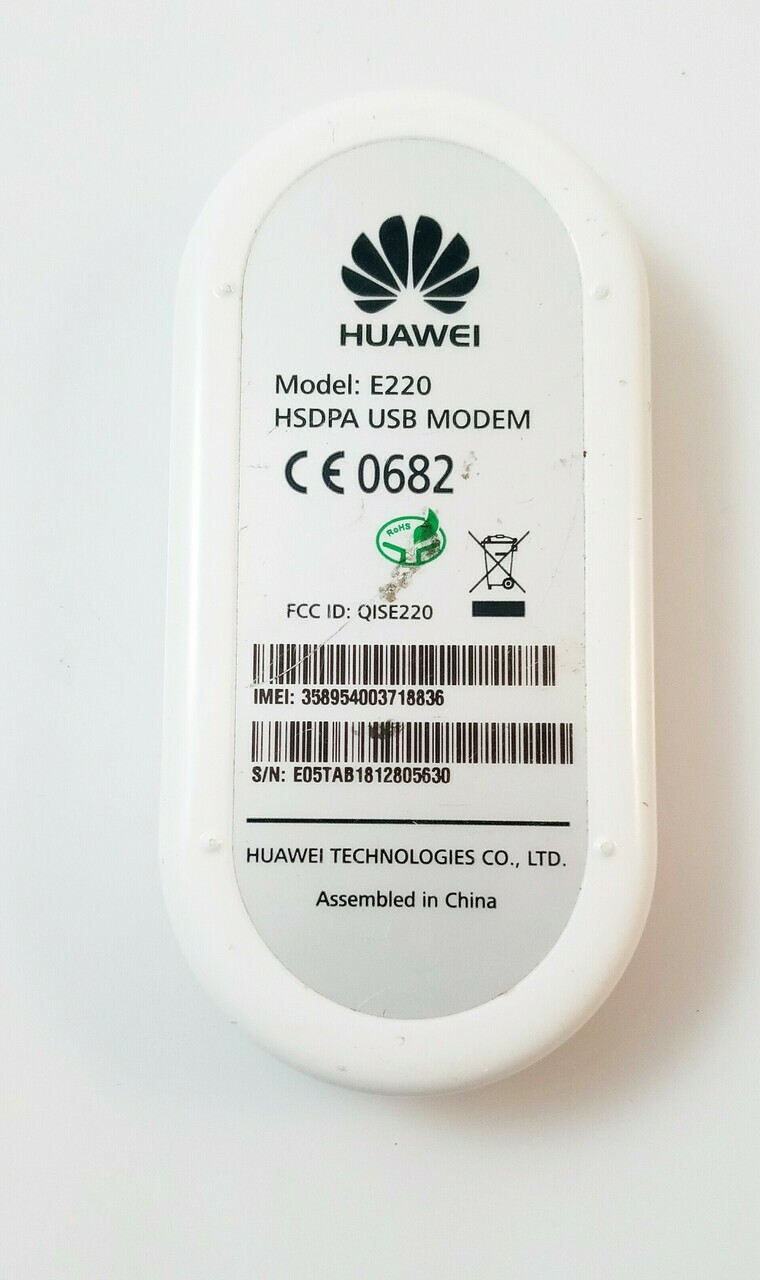 HUAWEI
Model: E220
HSDPA USB MODEM
CE 0682
RoHS
FCC ID: QISE220
IMEI: 358954003718836
S/N: E05TAB1812805630
HUAWEI TECHNOLOGIES CO., LTD.
Assembled in China